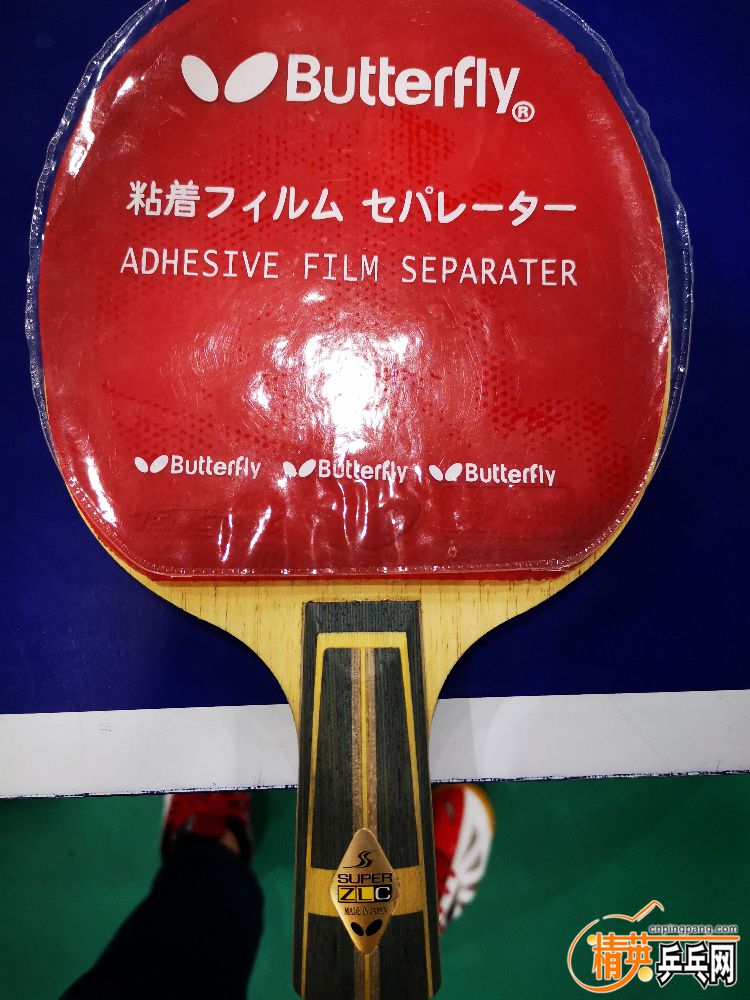 Butterfly®
粘着フィルム セパレーター
ADHESIVE FILM SEPARATER
Butterfly Butterfly Butterfly
S
SUPER
ZLC
MADE IN JAPAN
cnpingpang.com
精英乒乓网